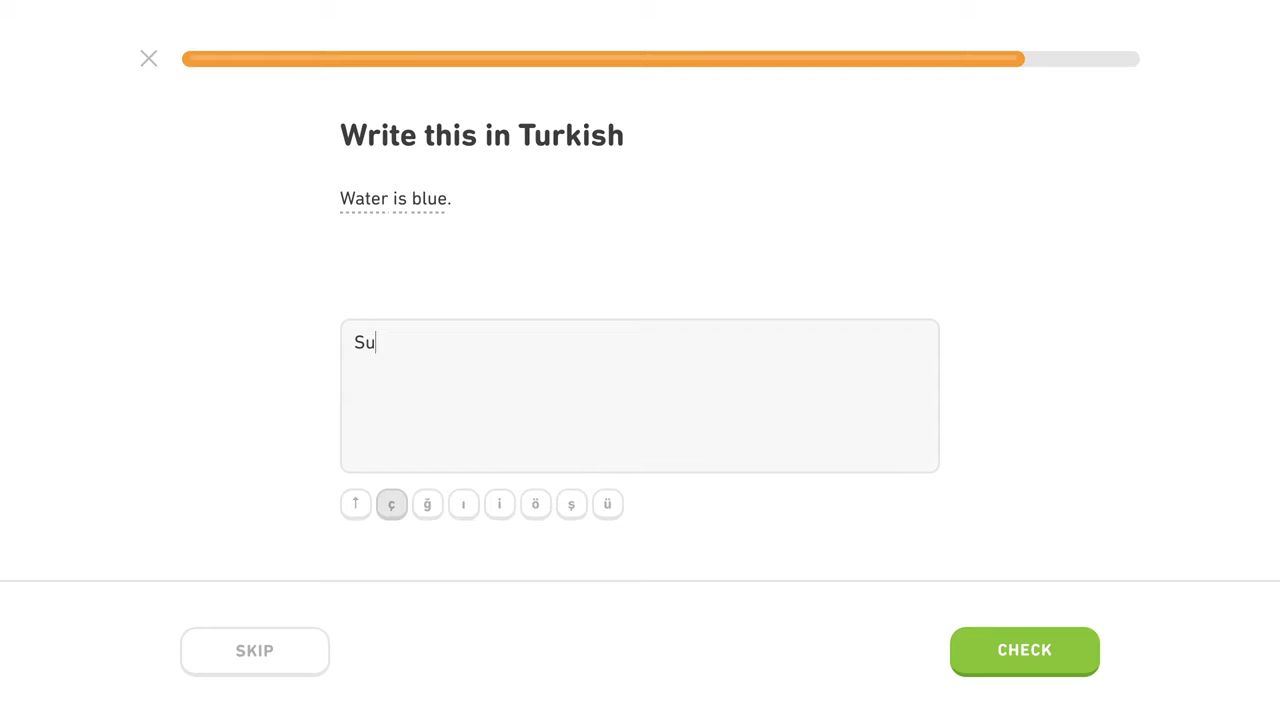 Write this in Turkish
Water is blue.
Su
↑ ç ğ ı i ö ş ü
SKIP
CHECK